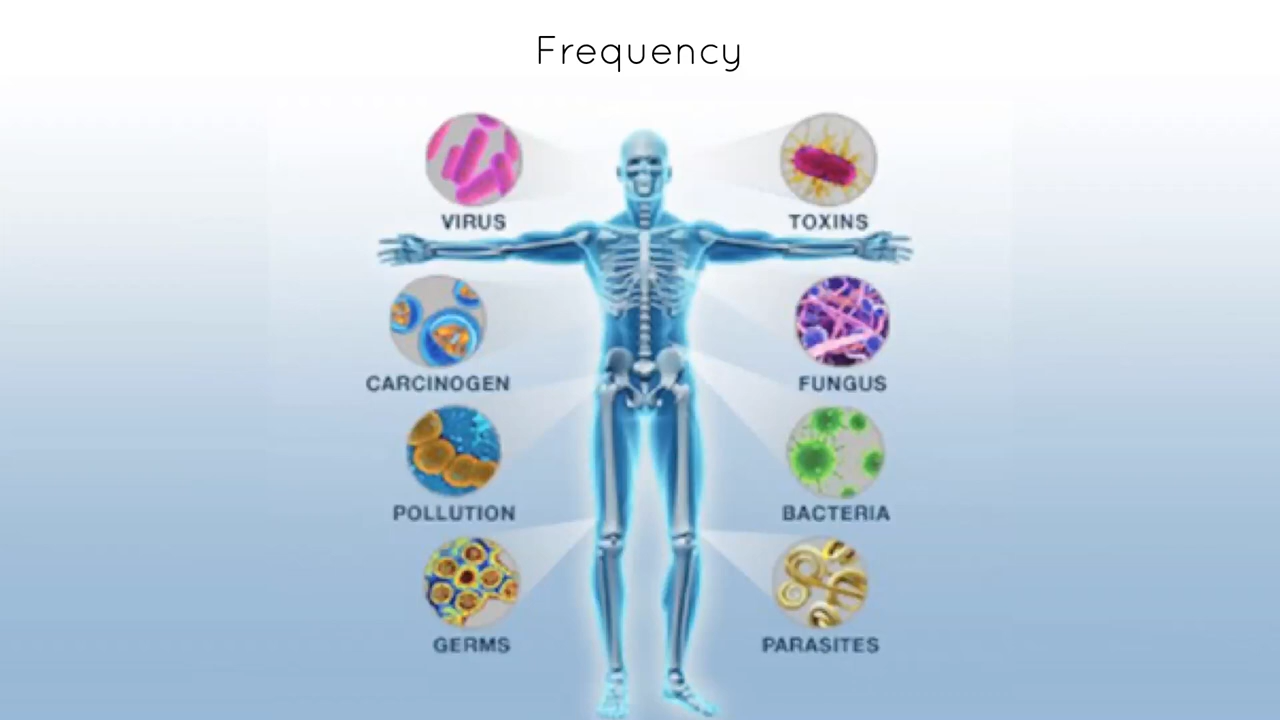 Frequency
VIRUS
TOXINS
CARCINOGEN
FUNGUS
POLLUTION
BACTERIA
GERMS
PARASITES